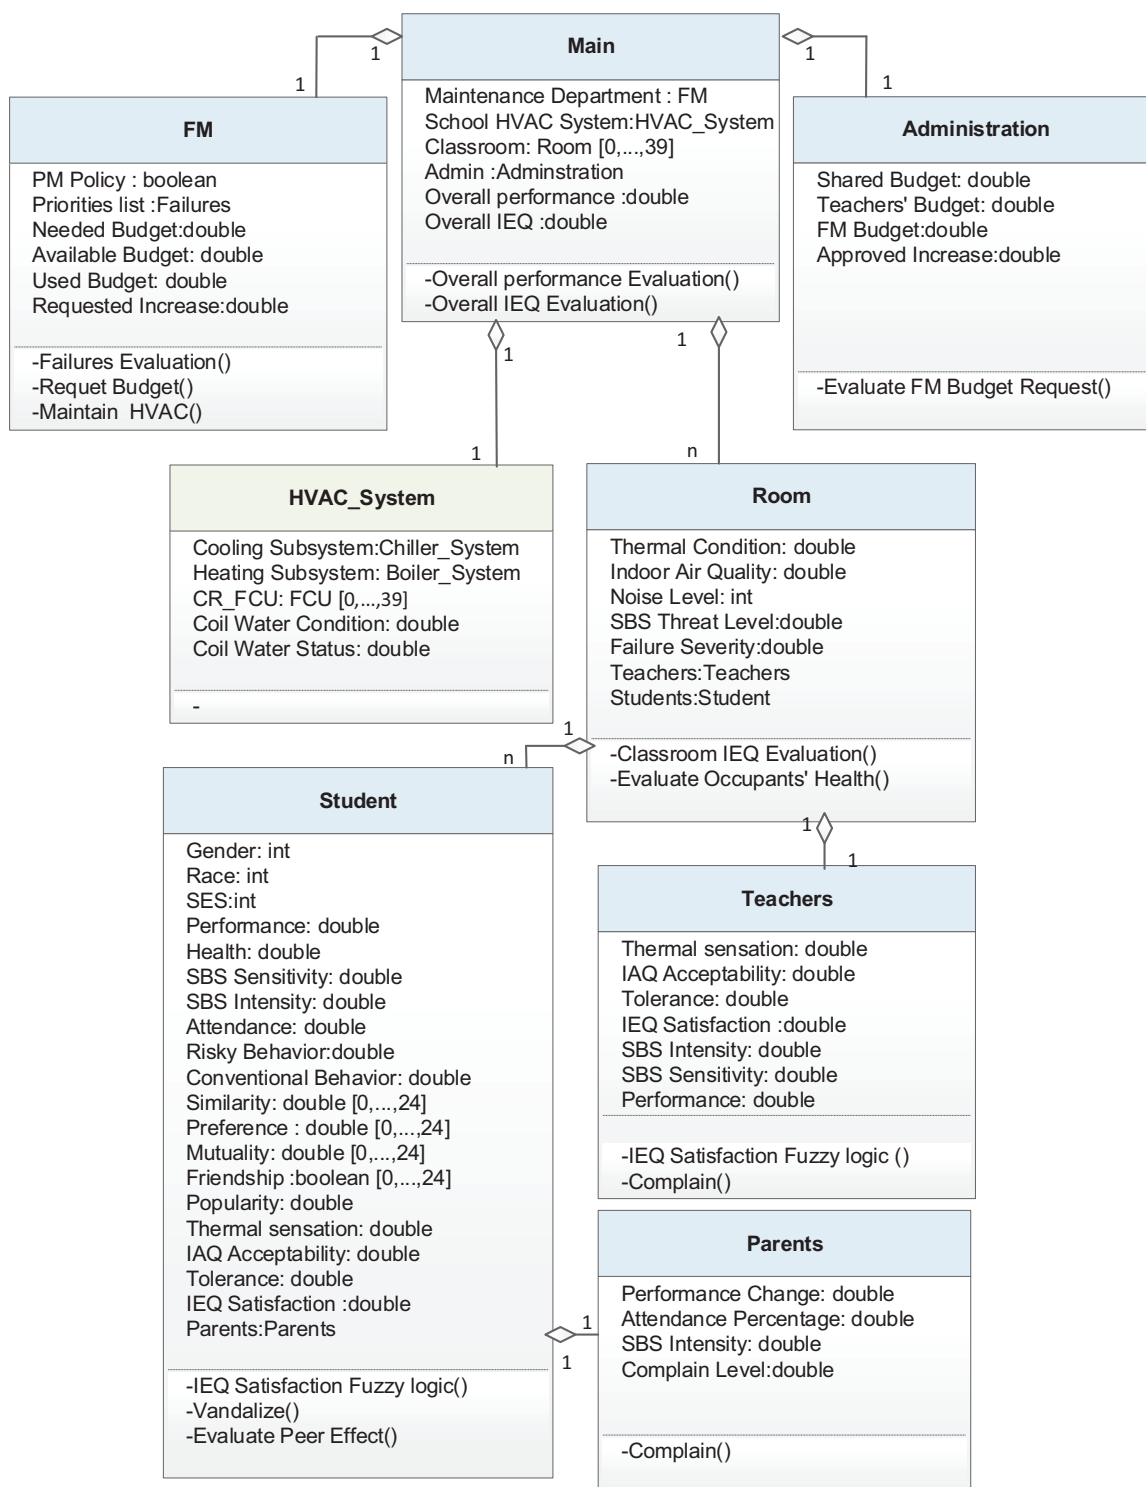 Main
Maintenance Department : FM
School HVAC System:HVAC_System
Classroom: Room [0,...,39]
Admin :Adminstration
Overall performance :double
Overall IEQ :double
-Overall performance Evaluation()
-Overall IEQ Evaluation()
1
1
FM
PM Policy : boolean
Priorities list :Failures
Needed Budget:double
Available Budget: double
Used Budget: double
Requested Increase:double
-Failures Evaluation()
-Requet Budget()
-Maintain  HVAC()
1
1
Administration
Shared Budget: double
Teachers' Budget: double
FM Budget:double
Approved Increase:double
-Evaluate FM Budget Request()
1
1
HVAC_System
Cooling Subsystem:Chiller_System
Heating Subsystem: Boiler_System
CR_FCU: FCU [0,...,39]
Coil Water Condition: double
Coil Water Status: double
-
1
n
Room
Thermal Condition: double
Indoor Air Quality: double
Noise Level: int
SBS Threat Level:double
Failure Severity:double
Teachers:Teachers
Students:Student
-Classroom IEQ Evaluation()
-Evaluate Occupants' Health()
1
n
Student
Gender: int
Race: int
SES:int
Performance: double
Health: double
SBS Sensitivity: double
SBS Intensity: double
Attendance: double
Risky Behavior:double
Conventional Behavior: double
Similarity: double [0,...,24]
Preference : double [0,...,24]
Mutuality: double [0,...,24]
Friendship :boolean [0,...,24]
Popularity: double
Thermal sensation: double
IAQ Acceptability: double
Tolerance: double
IEQ Satisfaction :double
Parents:Parents
-IEQ Satisfaction Fuzzy logic()
-Vandalize()
-Evaluate Peer Effect()
1
1
Teachers
Thermal sensation: double
IAQ Acceptability: double
Tolerance: double
IEQ Satisfaction :double
SBS Intensity: double
SBS Sensitivity: double
Performance: double
-IEQ Satisfaction Fuzzy logic ()
-Complain()
1
1
Parents
Performance Change: double
Attendance Percentage: double
SBS Intensity: double
Complain Level:double
-Complain()